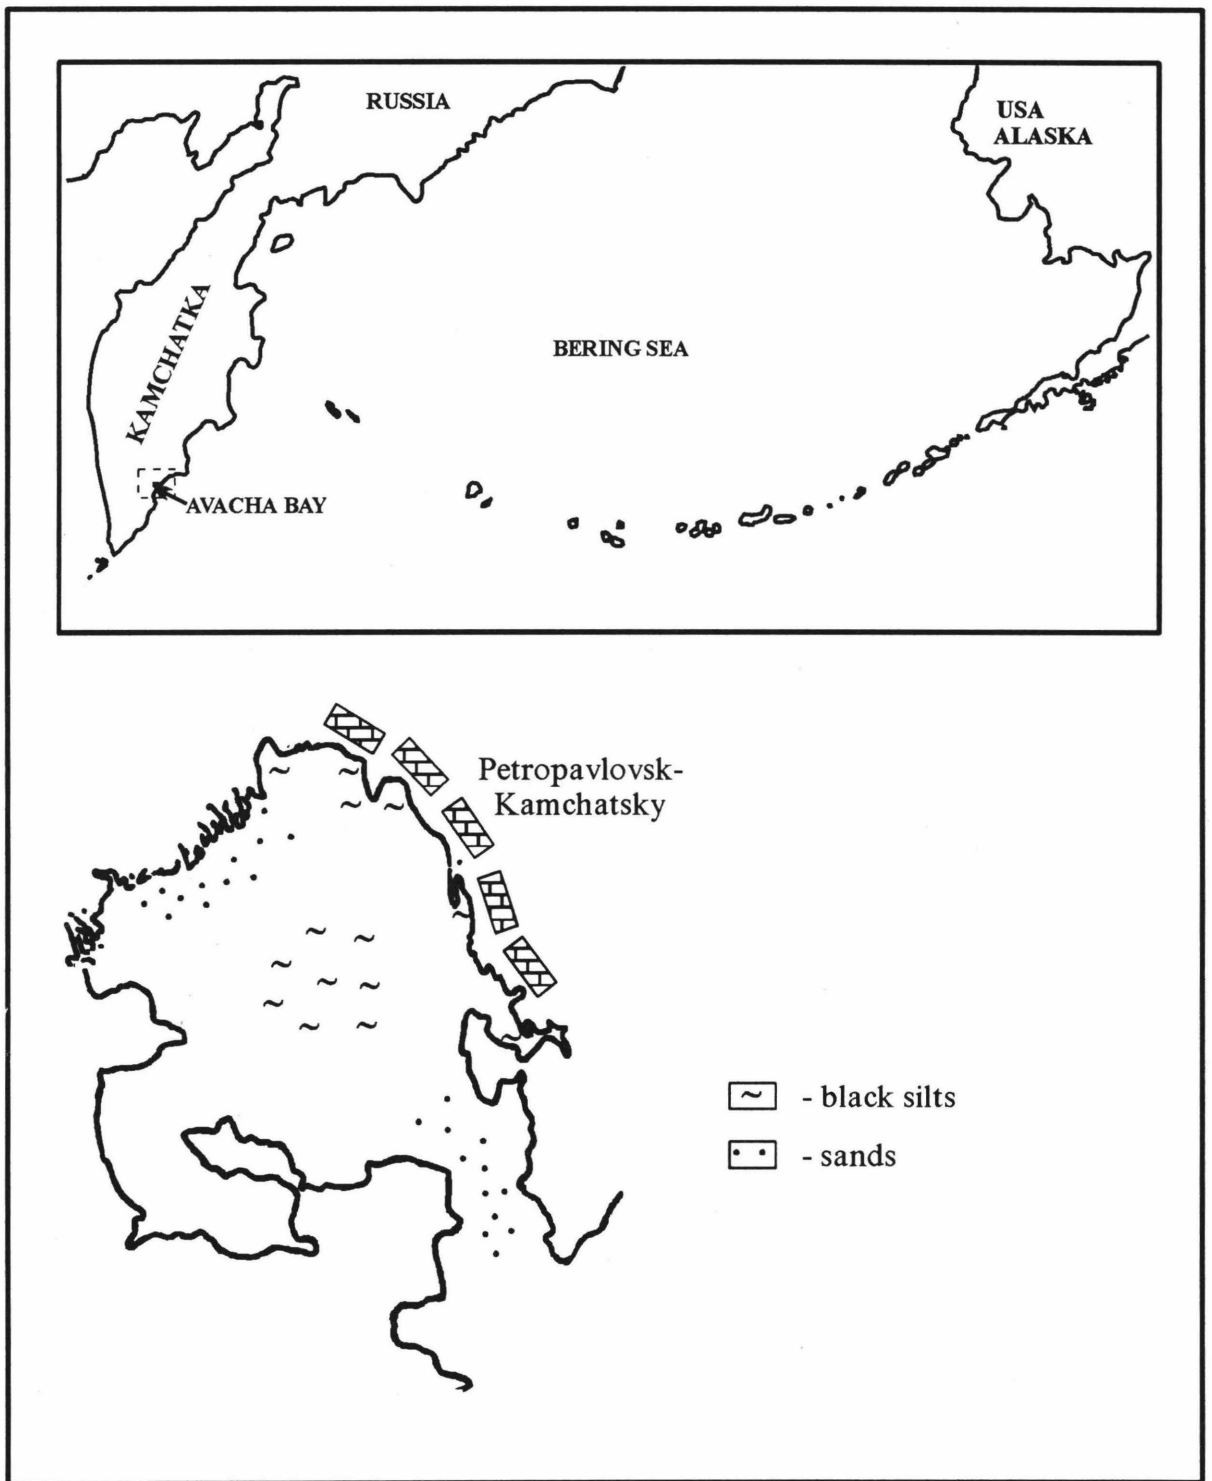 RUSSIA
USA
ALASKA
KAMCHATKA
BERING SEA
AVACHA BAY
Petropavlovsk-
Kamchatsky
~ - black silts
- sands